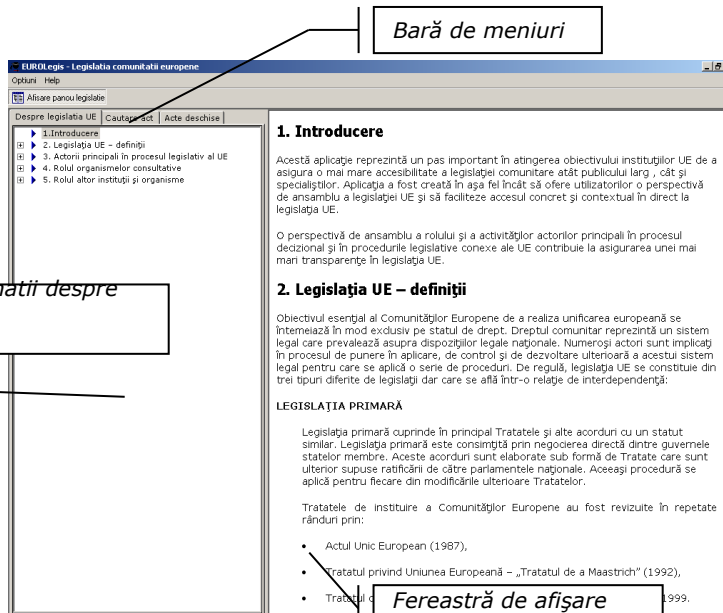 Bară de meniuri
EUROLegis - Legislatia comunitatii europene
Optiuni Help
Afisare panou legislatie
Despre legislatia UE Cautare act Acte deschise
1.Introducere
2. Legislaţia UE – definiţii
3. Actorii principali în procesul legislativ al UE
4. Rolul organismelor consultative
5. Rolul altor instituţii şi organisme
despre
1. Introducere
Acestă aplicaţie reprezintă un pas important în atingerea obiectivului instituţiilor UE de a
asigura o mai mare accesibilitate a legislaţiei comunitare atât publicului larg , cât şi
specialiştilor. Aplicaţia a fost creată în aşa fel încât să ofere utilizatorilor o perspectivă
de ansamblu a legislaţiei UE şi să faciliteze accesul concret şi contextual în direct la
legislaţia UE.
O perspectivă de ansamblu a rolului şi a activităţilor actorilor principali în procesul
decizional şi în procedurile legislative conexe ale UE contribuie la asigurarea unei mai
mari transparenţe în legislaţia UE.
2. Legislaţia UE – definiţii
Obiectivul esenţial al Comunităţilor Europene de a realiza unificarea europeană se
întemeiază în mod exclusiv pe statul de drept. Dreptul comunitar reprezintă un sistem
legal care prevalează asupra dispoziţiilor legale naţionale. Numeroşi actori sunt implicaţi
în procesul de punere în aplicare, de control şi de dezvoltare ulterioară a acestui sistem
legal pentru care se aplică o serie de proceduri. De regulă, legislaţia UE se constituie din
trei tipuri diferite de legislaţii dar care se află într-o relaţie de interdependenţă:
LEGISLAŢIA PRIMARĂ
Legislaţia primară cuprinde în principal Tratatele şi alte acorduri cu un statut
similar. Legislaţia primară este consimţită prin negocierea directă dintre guvernele
statelor membre. Aceste acorduri sunt elaborate sub formă de Tratate care sunt
ulterior supuse ratificării de către parlamentele naţionale. Aceeaşi procedură se
aplică pentru fiecare din modificările ulterioare Tratatelor.
Tratatele de instituire a Comunităţilor Europene au fost revizuite în repetate
rânduri prin:
• Actul Unic European (1987),
• Tratatul privind Uniunea Europeană – „Tratatul de a Maastrich” (1992),
• Tratatul 1999.
Fereastră de afişare